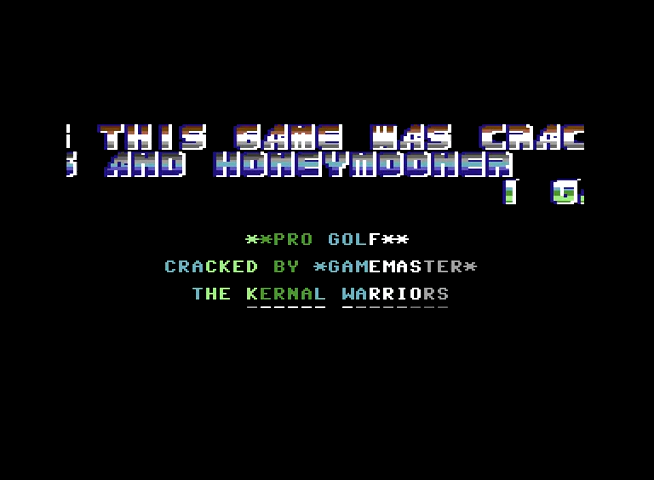 THIS GAME WAS CRAC
AND HONEYMOONER
**PRO GOLF**
CRACKED BY *GAMEMASTER*
THE KERNAL WARRIORS